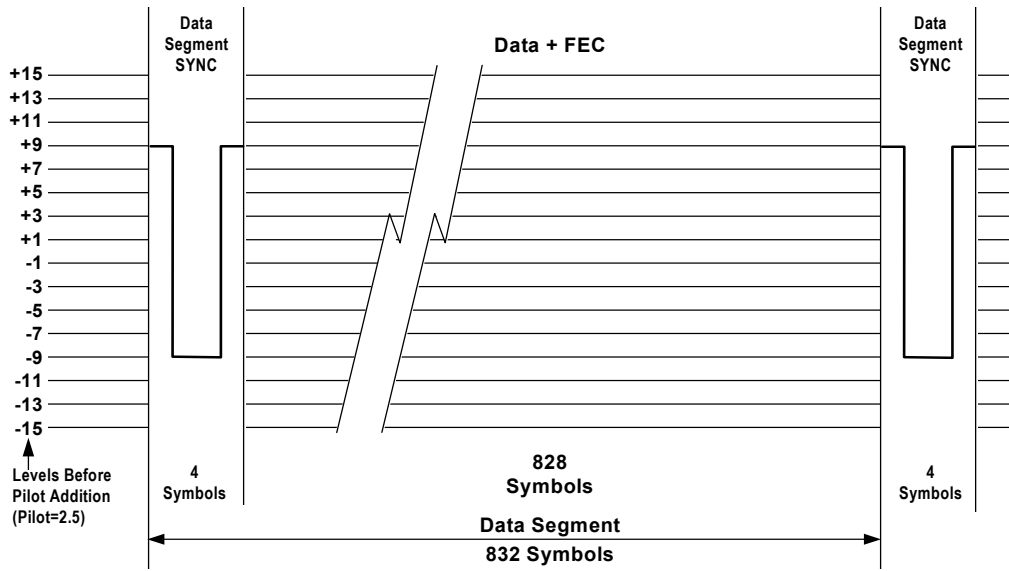 Data
Segment
SYNC
Data + FEC
Data
Segment
SYNC
+15
+13
+11
+9
+7
+5
+3
+1
-1
-3
-5
-7
-9
-11
-13
-15
Levels Before
Pilot Addition
(Pilot=2.5)
4
Symbols
828
Symbols
4
Symbols
Data Segment
832 Symbols